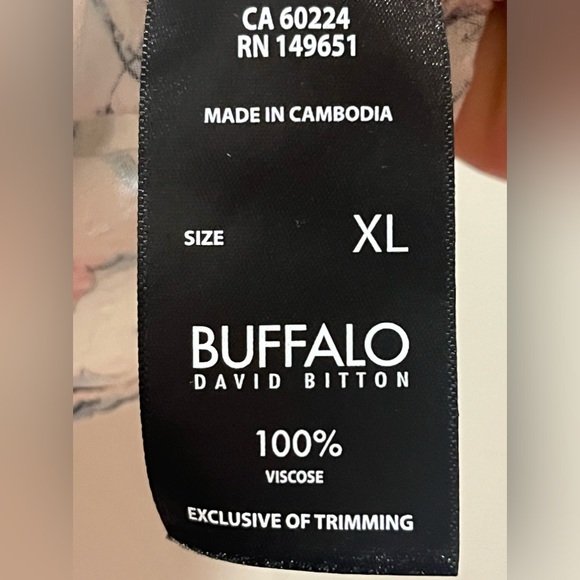 CA 60224
RN 149651
MADE IN CAMBODIA
SIZE XL
BUFFALO
DAVID BITTON
100%
VISCOSE
EXCLUSIVE OF TRIMMING